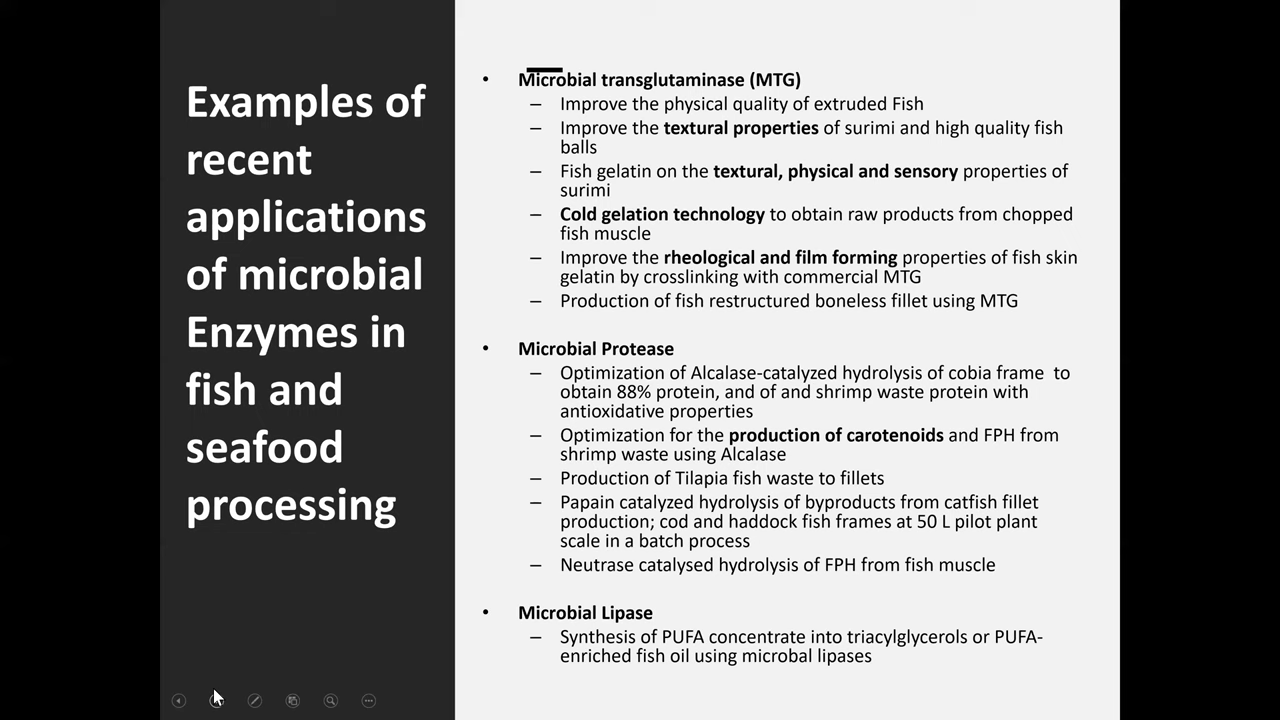 Examples of
recent
applications
of microbial
Enzymes in
fish and
seafood
processing
• Microbial transglutaminase (MTG)
– Improve the physical quality of extruded Fish
– Improve the textural properties of surimi and high quality fish
balls
– Fish gelatin on the textural, physical and sensory properties of
surimi
– Cold gelation technology to obtain raw products from chopped
fish muscle
– Improve the rheological and film forming properties of fish skin
gelatin by crosslinking with commercial MTG
– Production of fish restructured boneless fillet using MTG
• Microbial Protease
– Optimization of Alcalase-catalyzed hydrolysis of cobia frame to
obtain 88% protein, and of and shrimp waste protein with
antioxidative properties
– Optimization for the production of carotenoids and FPH from
shrimp waste using Alcalase
– Production of Tilapia fish waste to fillets
– Papain catalyzed hydrolysis of byproducts from catfish fillet
production; cod and haddock fish frames at 50 L pilot plant
scale in a batch process
– Neutrase catalysed hydrolysis of FPH from fish muscle
• Microbial Lipase
– Synthesis of PUFA concentrate into triacylglycerols or PUFA-
enriched fish oil using microbal lipases